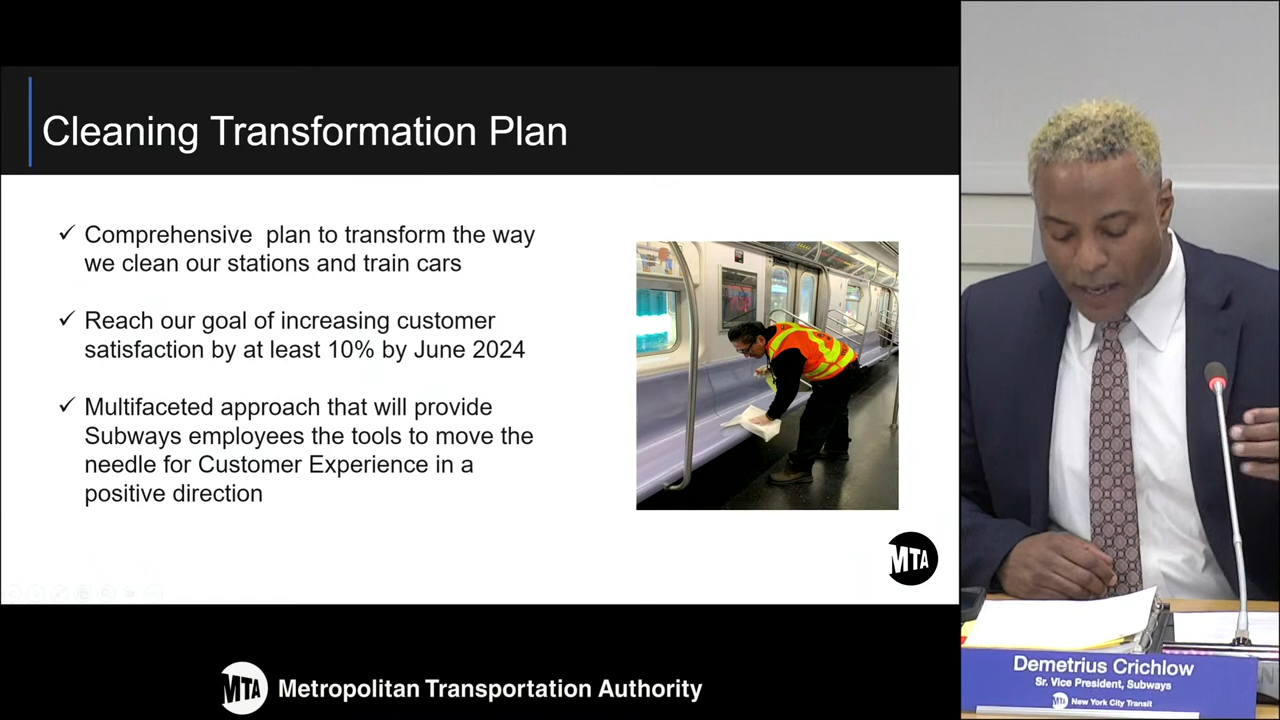 Cleaning Transformation Plan
✓ Comprehensive plan to transform the way
we clean our stations and train cars
✓ Reach our goal of increasing customer
satisfaction by at least 10% by June 2024
✓ Multifaceted approach that will provide
Subways employees the tools to move the
needle for Customer Experience in a
positive direction
MTA
MTA Metropolitan Transportation Authority
Demetrius Crichlow
Sr. Vice President, Subways
MTA New York City Transit